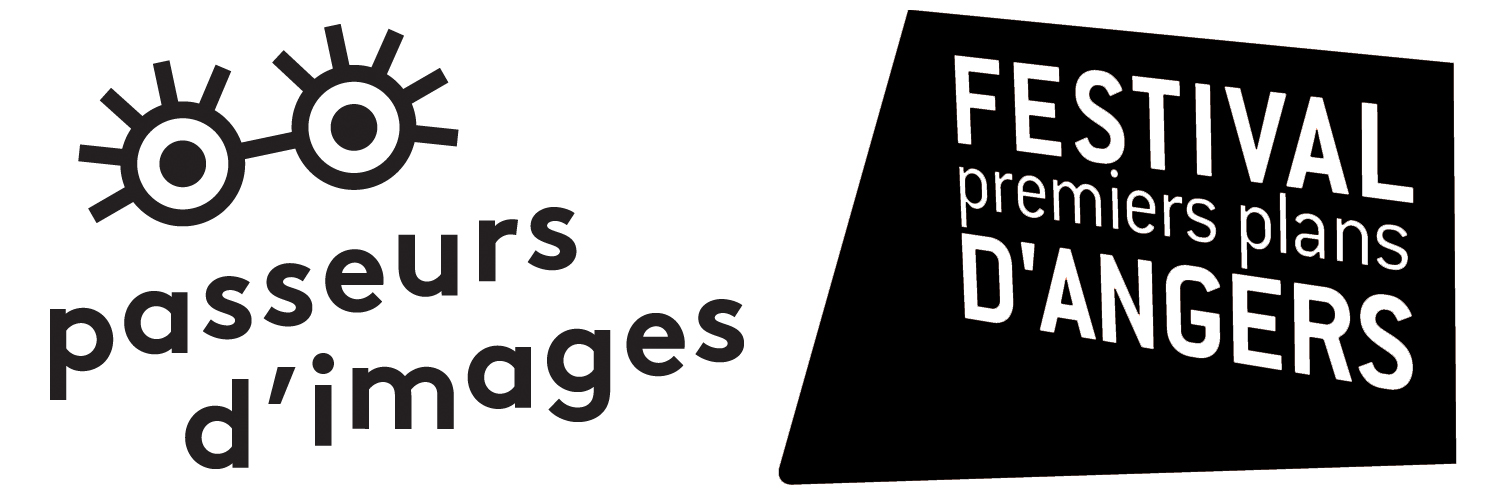 passeurs
d’images
FESTIVAL
premiers plans
D'ANGERS